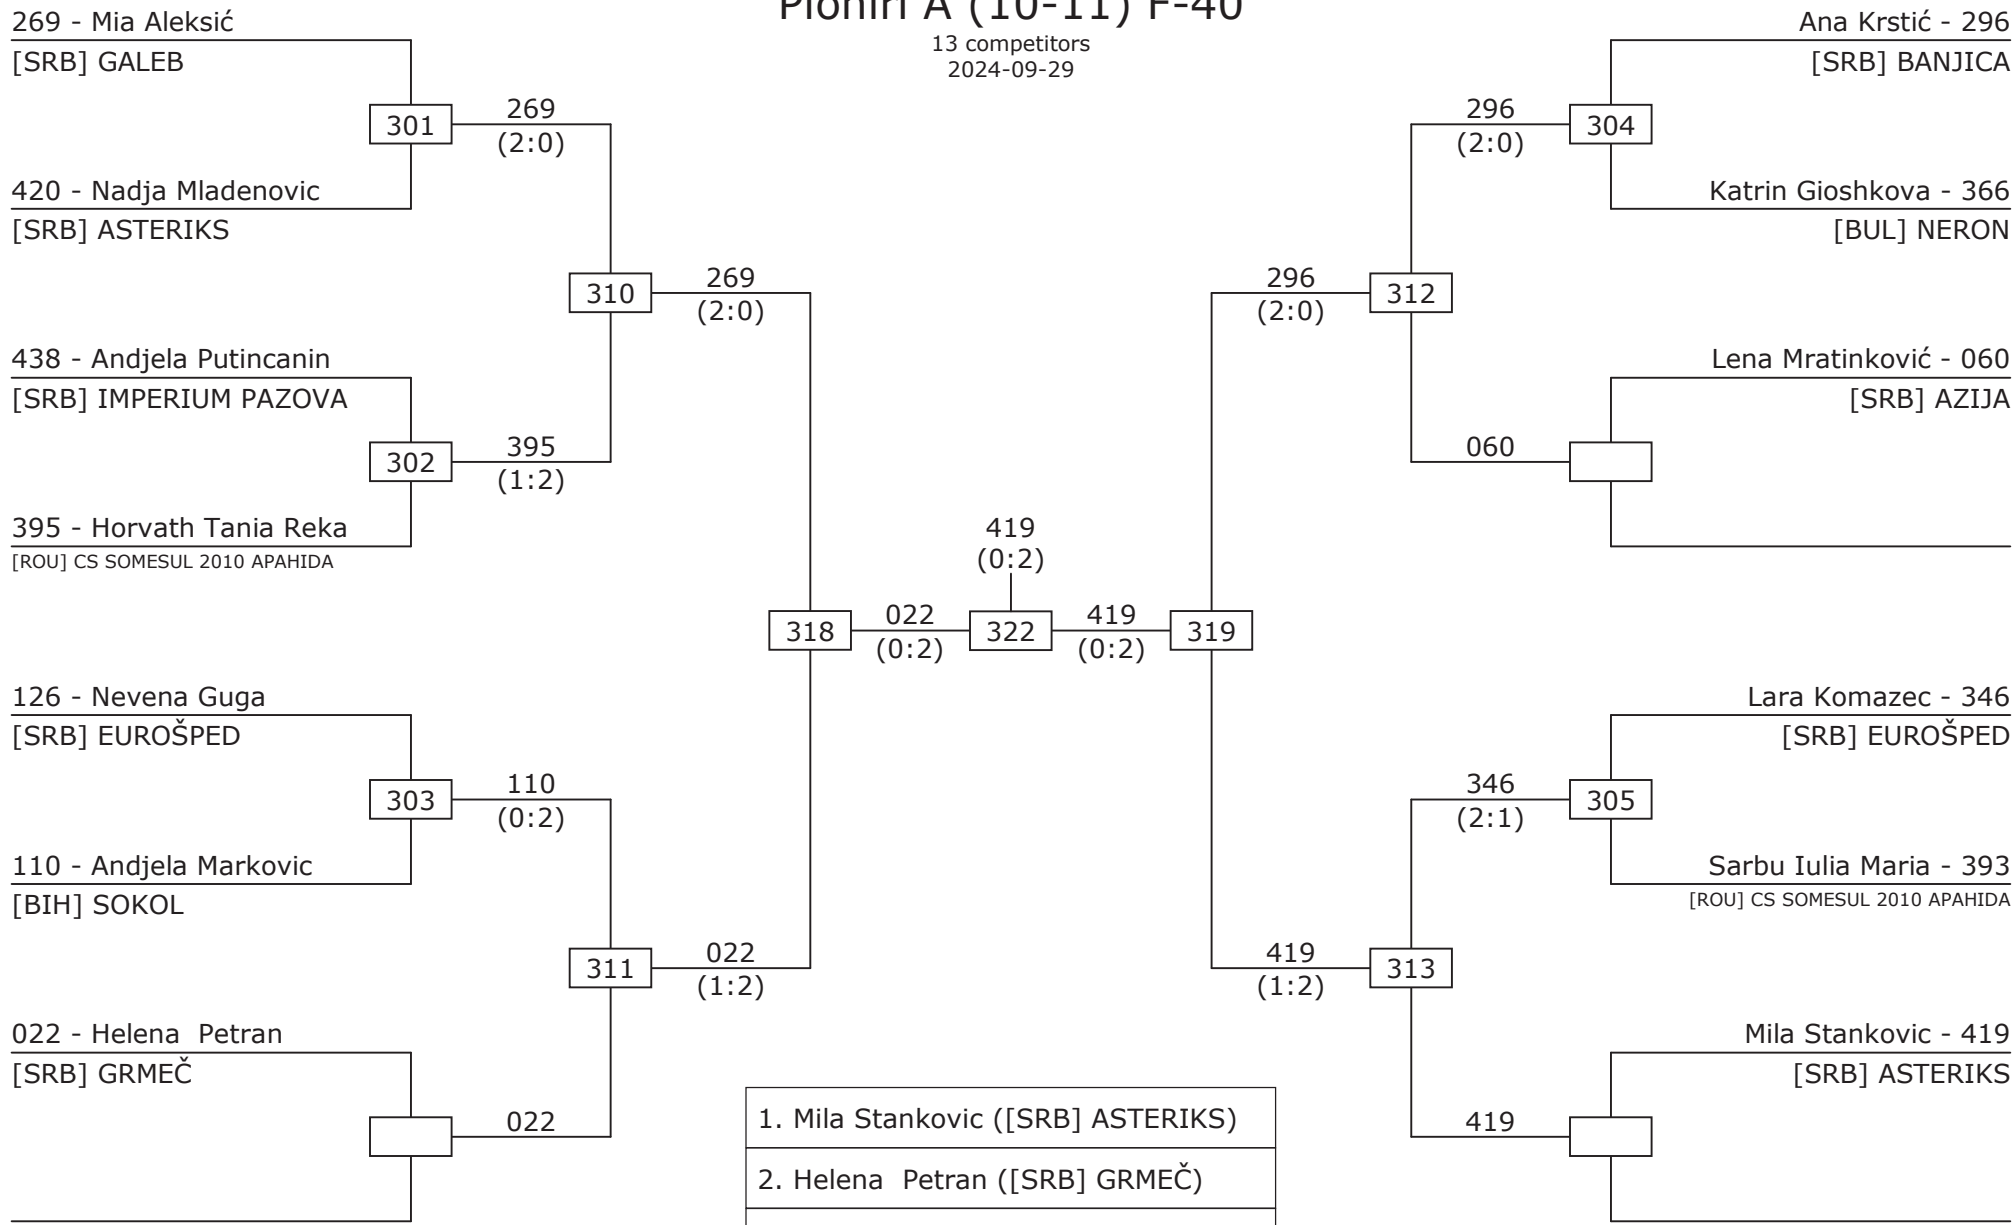 Pioniri A (10-11) F-40
13 competitors
2024-09-29
269 - Mia Aleksić
[SRB] GALEB
301
269
(2:0)
420 - Nadja Mladenovic
[SRB] ASTERIKS
310
269
(2:0)
438 - Andjela Putincanin
[SRB] IMPERIUM PAZOVA
302
395
(1:2)
395 - Horvath Tania Reka
[ROU] CS SOMESUL 2010 APAHIDA
318
022
(0:2)
126 - Nevena Guga
[SRB] EUROŠPED
303
110
(0:2)
110 - Andjela Markovic
[BIH] SOKOL
311
022
(1:2)
022 - Helena  Petran
[SRB] GRMEČ
022
419
(0:2)
322
Ana Krstić - 296
[SRB] BANJICA
296
(2:0)
304
Katrin Gioshkova - 366
[BUL] NERON
296
(2:0)
312
Lena Mratinković - 060
[SRB] AZIJA
060
419
(0:2)
319
Lara Komazec - 346
[SRB] EUROŠPED
346
(2:1)
305
Sarbu Iulia Maria - 393
[ROU] CS SOMESUL 2010 APAHIDA
419
(1:2)
313
Mila Stankovic - 419
[SRB] ASTERIKS
419
1. Mila Stankovic ([SRB] ASTERIKS)
2. Helena  Petran ([SRB] GRMEČ)